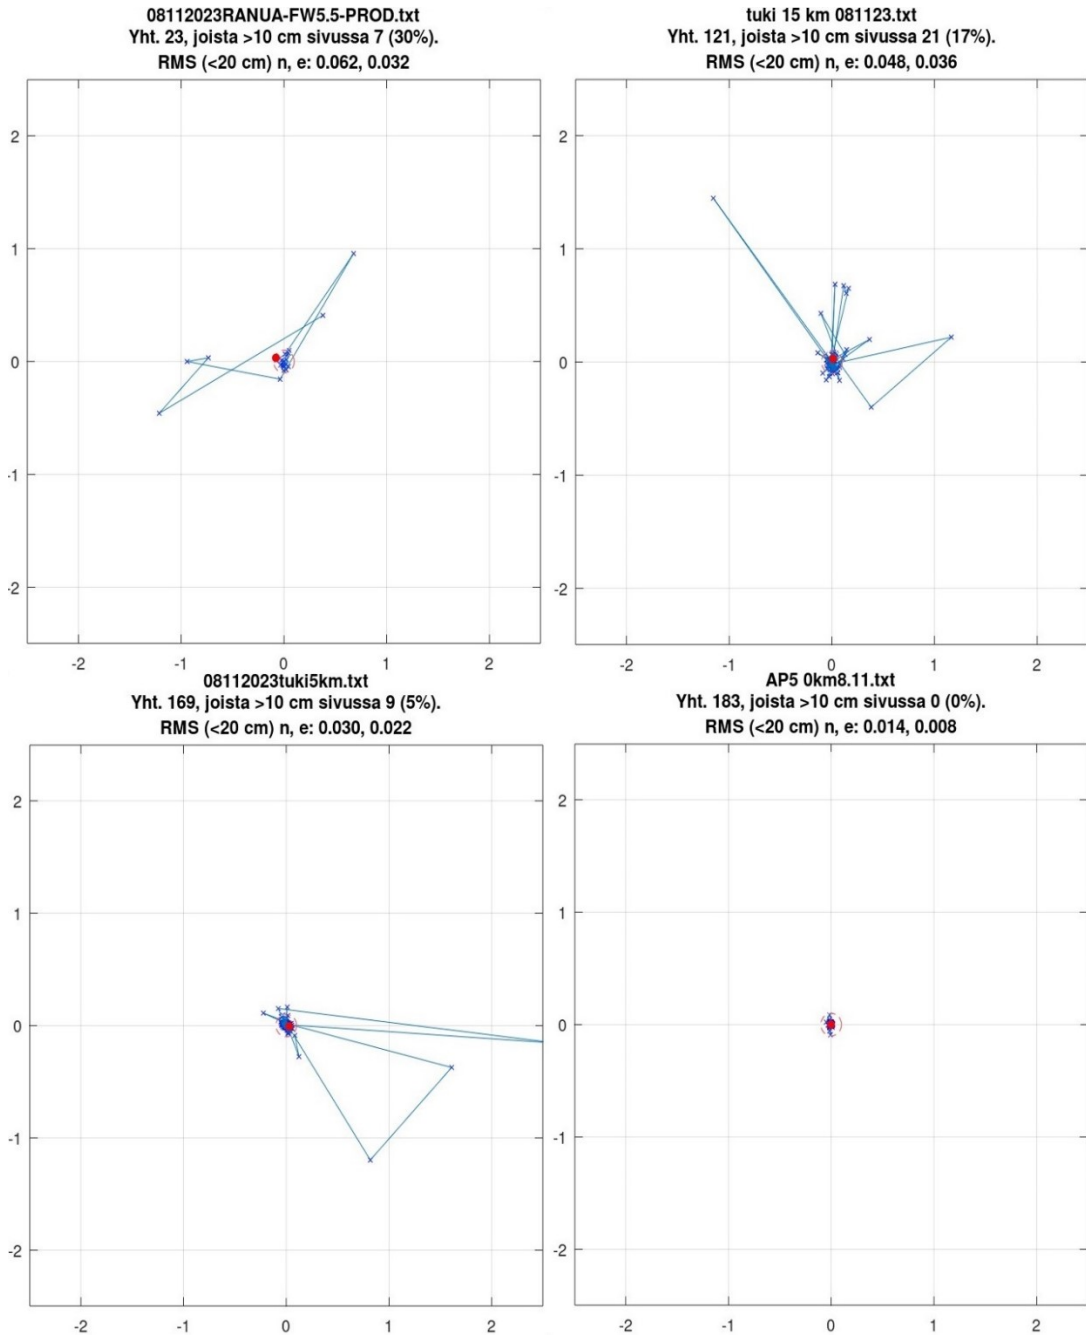 08112023RANUA-FW5.5-PROD.txt
Yht. 23, joista >10 cm sivussa 7 (30%).
RMS (<20 cm) n, e: 0.062, 0.032
2
1
0
-1
-2
-2 -1 0 1 2
tuki 15 km 081123.txt
Yht. 121, joista >10 cm sivussa 21 (17%).
RMS (<20 cm) n, e: 0.048, 0.036
2
1
0
-1
-2
-2 -1 0 1 2
08112023tuki5km.txt
Yht. 169, joista >10 cm sivussa 9 (5%).
RMS (<20 cm) n, e: 0.030, 0.022
2
1
0
-1
-2
-2 -1 0 1 2
AP5 0km8.11.txt
Yht. 183, joista >10 cm sivussa 0 (0%).
RMS (<20 cm) n, e: 0.014, 0.008
2
1
0
-1
-2
-2 -1 0 1 2